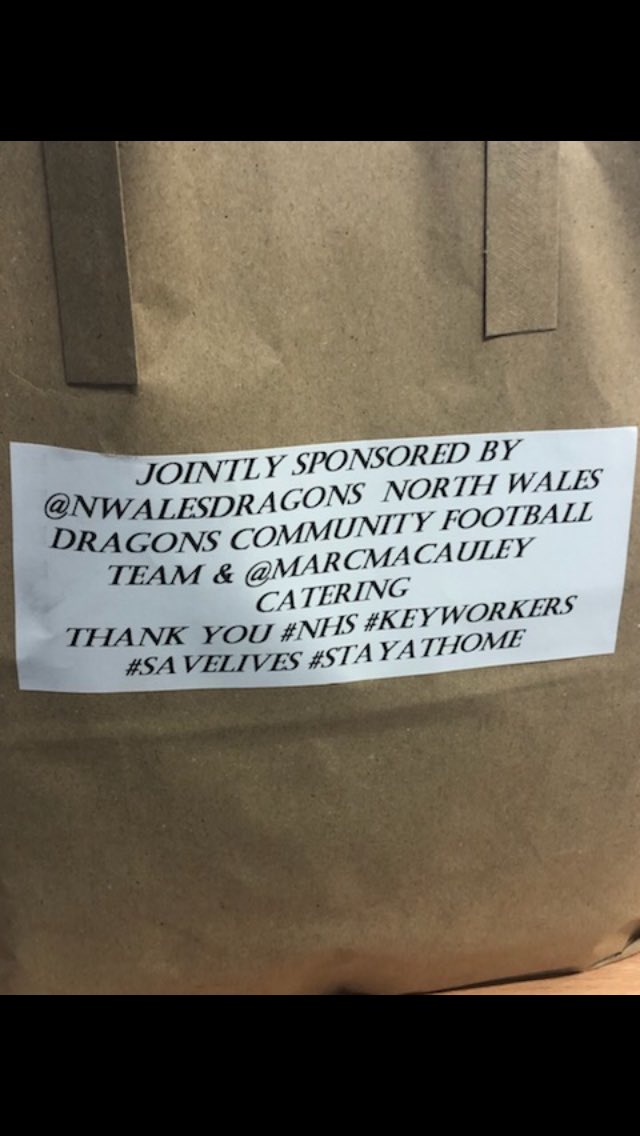 JOINTLY SPONSORED BY
@NWALESDRAGONS NORTH WALES
DRAGONS COMMUNITY FOOTBALL
TEAM & @MARCMACAULEY
CATERING
THANK YOU #NHS #KEYWORKERS
#SAVELIVES #STAYATHOME